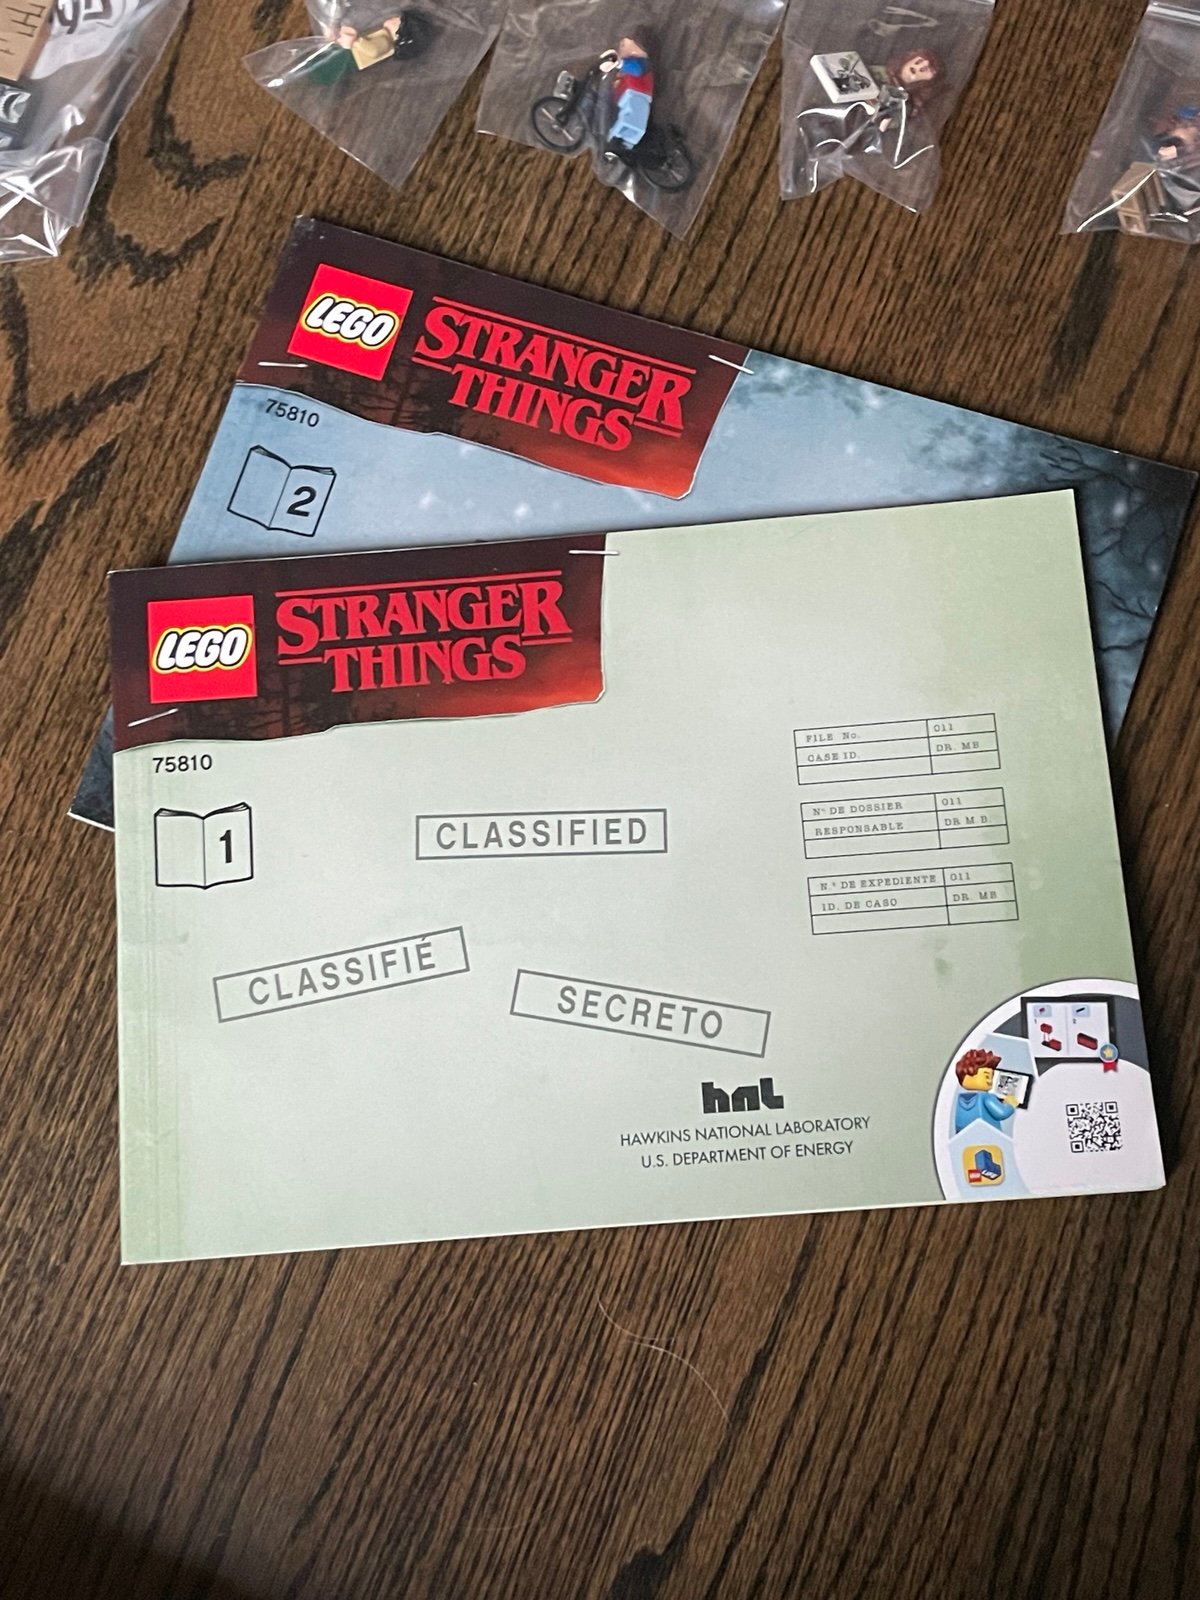 LEGO
STRANGER
THINGS
75810
2
LEGO
STRANGER
THINGS
75810
1
CLASSIFIED
CLASSIFIÉ
SECRETO
FILE No. 011
CASE ID. DR. MB
Nº DE DOSSIER 011
RESPONSABLE DR M.B.
N.º DE EXPEDIENTE 011
ID. DE CASO DR. MB
1 2
hnl
HAWKINS NATIONAL LABORATORY
U.S. DEPARTMENT OF ENERGY